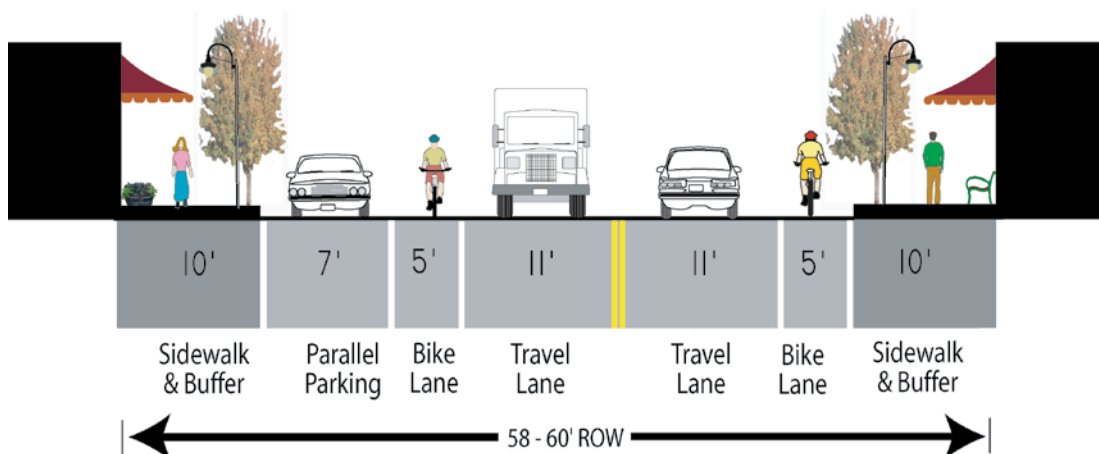 10' 7' 5' 11' 11' 5' 10'
Sidewalk
& Buffer
Parallel
Parking
Bike
Lane
Travel
Lane
Travel
Lane
Bike
Lane
Sidewalk
& Buffer
58 - 60' ROW